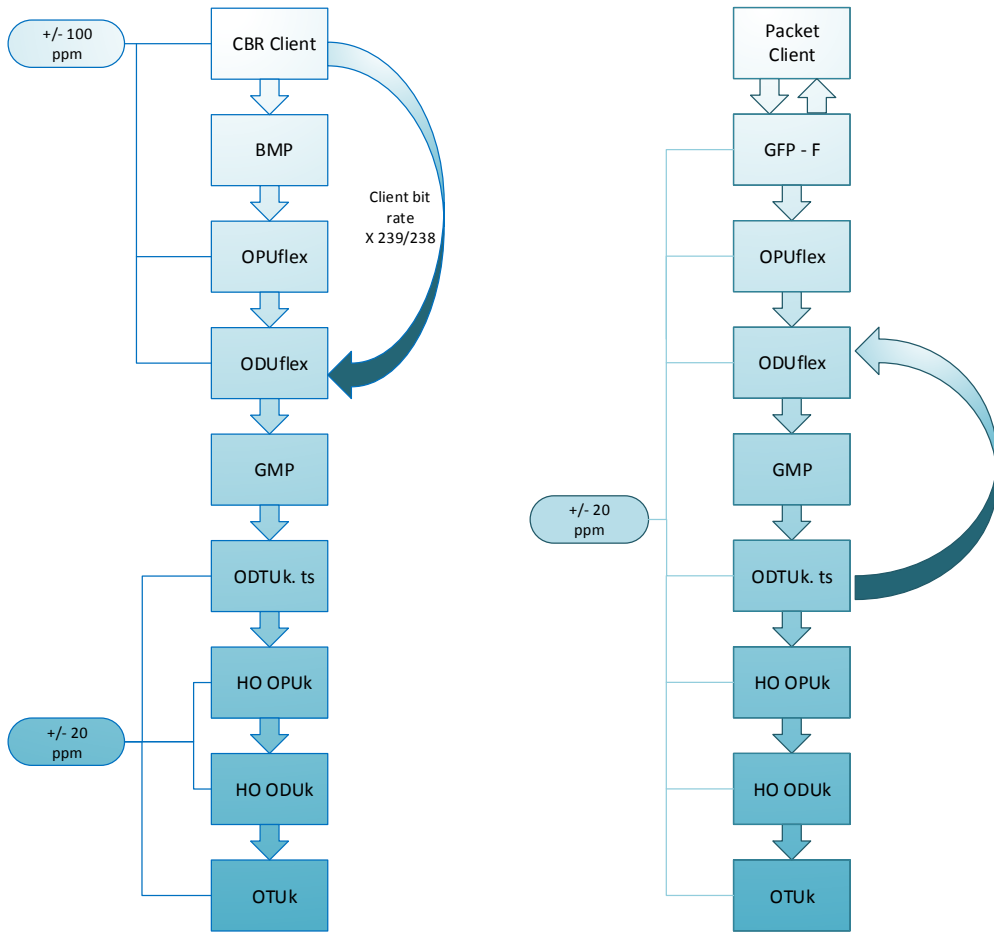 +/- 100
ppm
CBR Client
BMP
Client bit
rate
X 239/238
OPUflex
ODUflex
GMP
ODTUk. ts
HO OPUk
+/- 20
ppm
HO ODUk
OTUk
Packet
Client
GFP - F
OPUflex
ODUflex
GMP
+/- 20
ppm
ODTUk. ts
HO OPUk
HO ODUk
OTUk